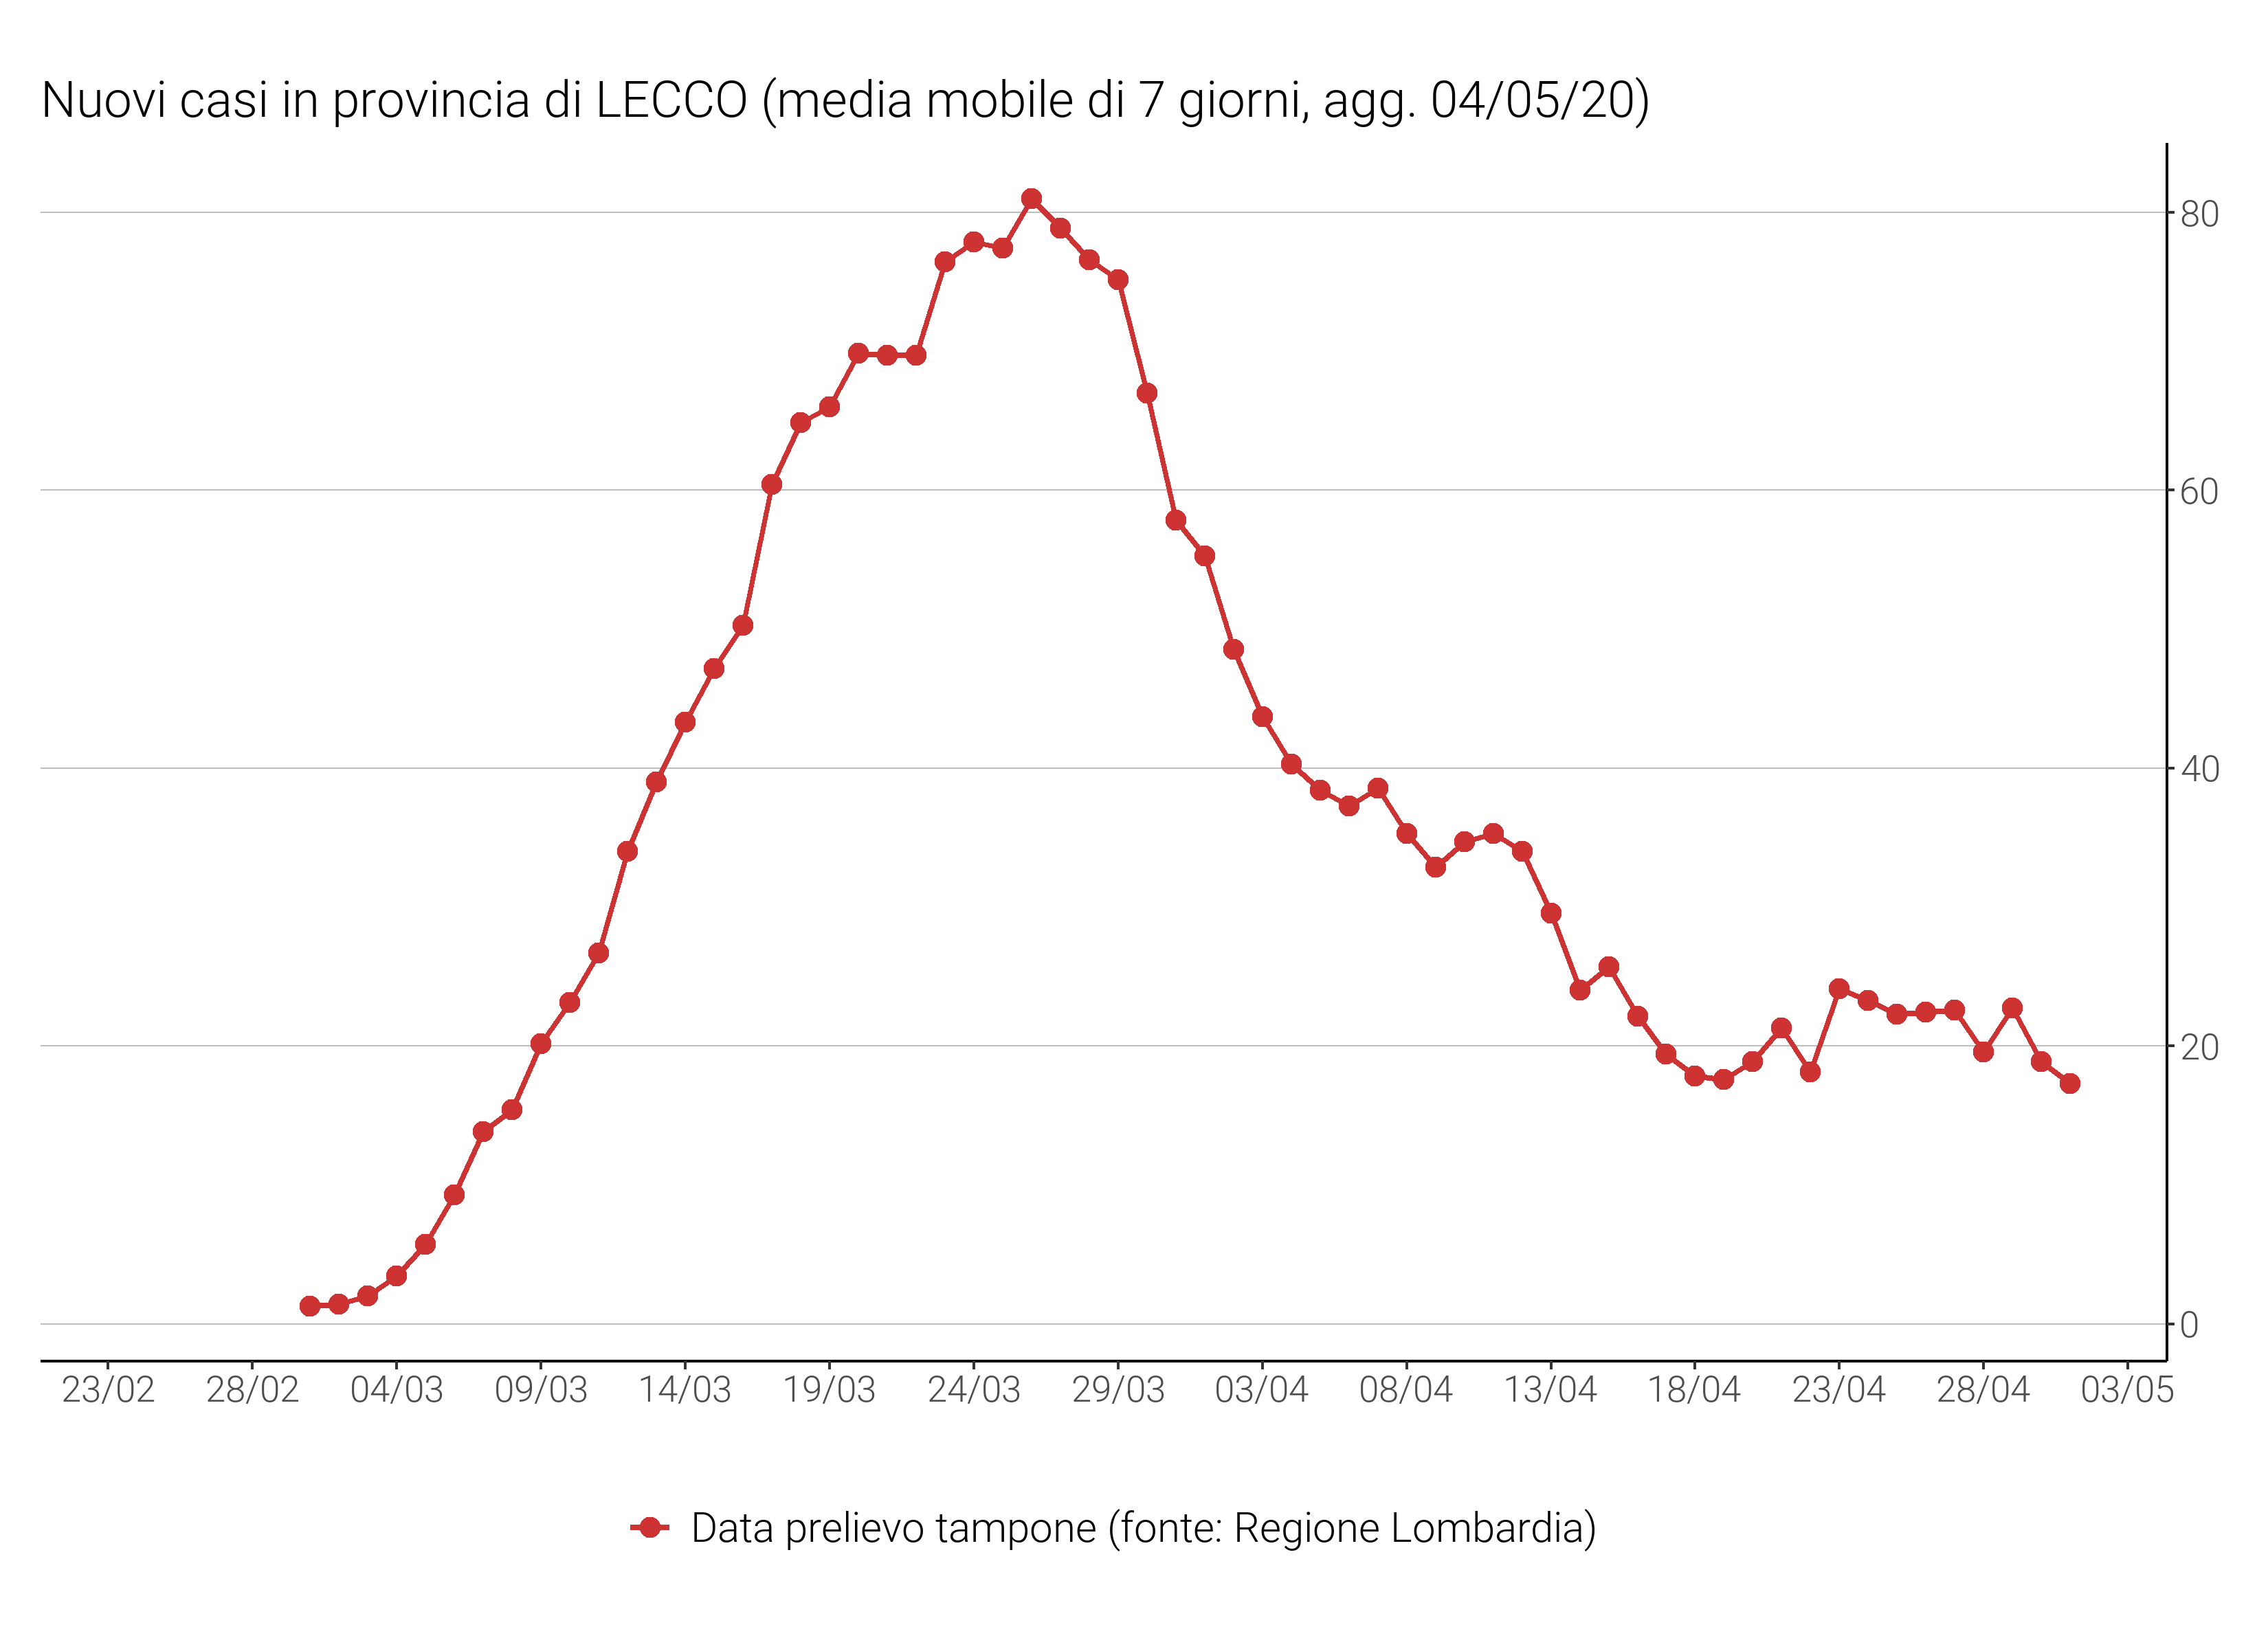 Nuovi casi in provincia di LECCO (media mobile di 7 giorni, agg. 04/05/20)
80
60
40
20
0
23/02 28/02 04/03 09/03 14/03 19/03 24/03 29/03 03/04 08/04 13/04 18/04 23/04 28/04 03/05
Data prelievo tampone (fonte: Regione Lombardia)